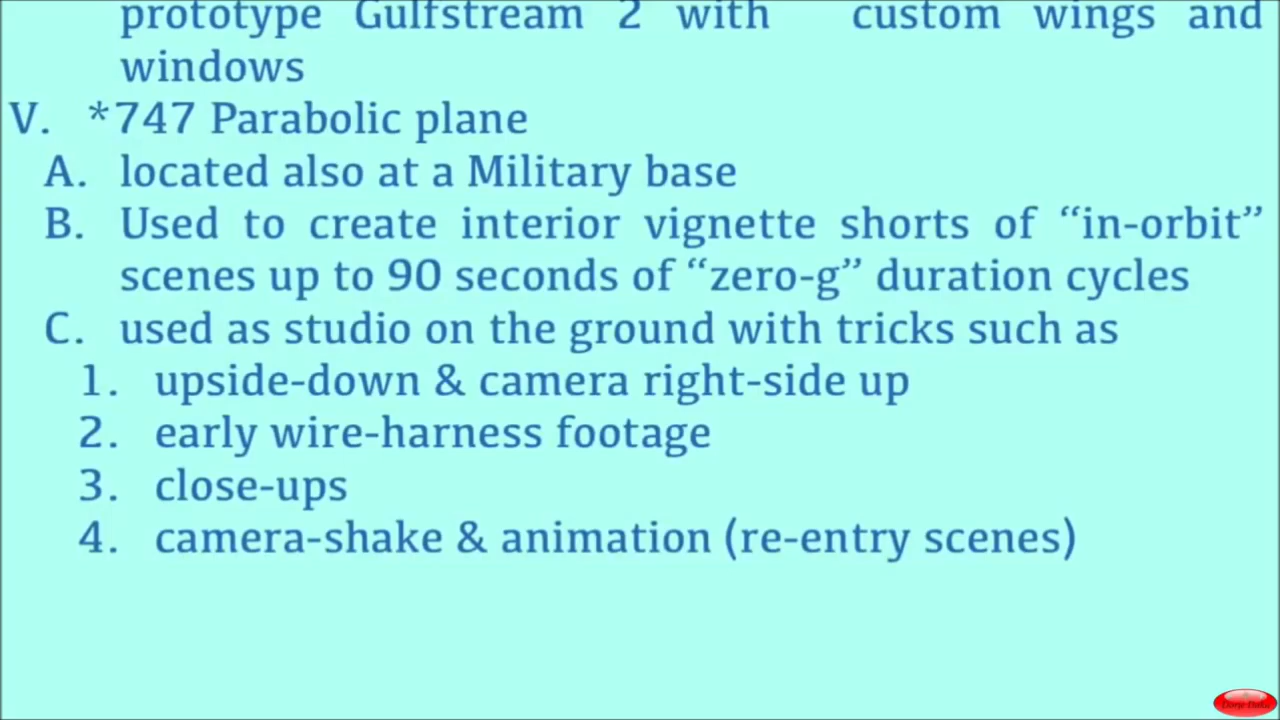 prototype Gulfstream 2 with custom wings and
windows
V. *747 Parabolic plane
A. located also at a Military base
B. Used to create interior vignette shorts of “in-orbit”
scenes up to 90 seconds of “zero-g” duration cycles
C. used as studio on the ground with tricks such as
1. upside-down & camera right-side up
2. early wire-harness footage
3. close-ups
4. camera-shake & animation (re-entry scenes)